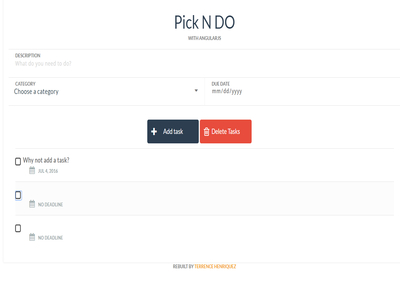 Pick N DO
WITH ANGULARJS
DESCRIPTION
What do you need to do?
CATEGORY
Choose a category
DUE DATE
mm/dd/yyyy
Add task
Delete Tasks
Why not add a task?
JUL 4, 2016
NO DEADLINE
NO DEADLINE
REBUILT BY TERRENCE HENRIQUEZ